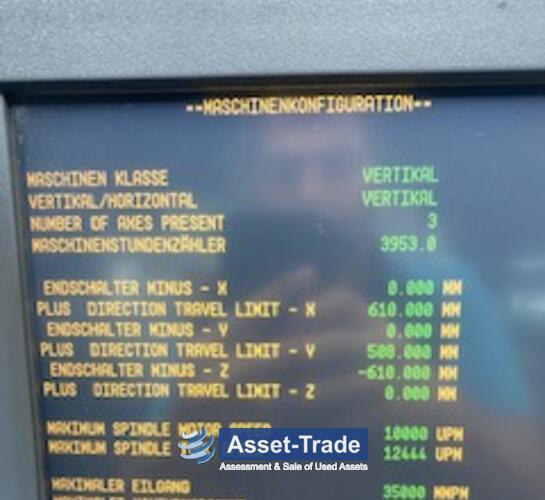 --MASCHINENKONFIGURATION--
MASCHINEN KLASSE VERTIKAL
VERTIKAL/HORIZONTAL VERTIKAL
NUMBER OF AXES PRESENT 3
MASCHINENSTUNDENZÄHLER 3953.0
ENDSCHALTER MINUS - X 0.000 MM
PLUS DIRECTION TRAVEL LIMIT - X 610.000 MM
ENDSCHALTER MINUS - Y 0.000 MM
PLUS DIRECTION TRAVEL LIMIT - Y 508.000 MM
ENDSCHALTER MINUS - Z -610.000 MM
PLUS DIRECTION TRAVEL LIMIT - Z 0.000 MM
MAXIMUM SPINDLE MOTOR SPEED 10000 UPM
MAXIMUM SPINDLE 12444 UPM
Asset-Trade
Assessment & Sale of Used Assets
MAXIMALER EILGANG 35000 MMPM